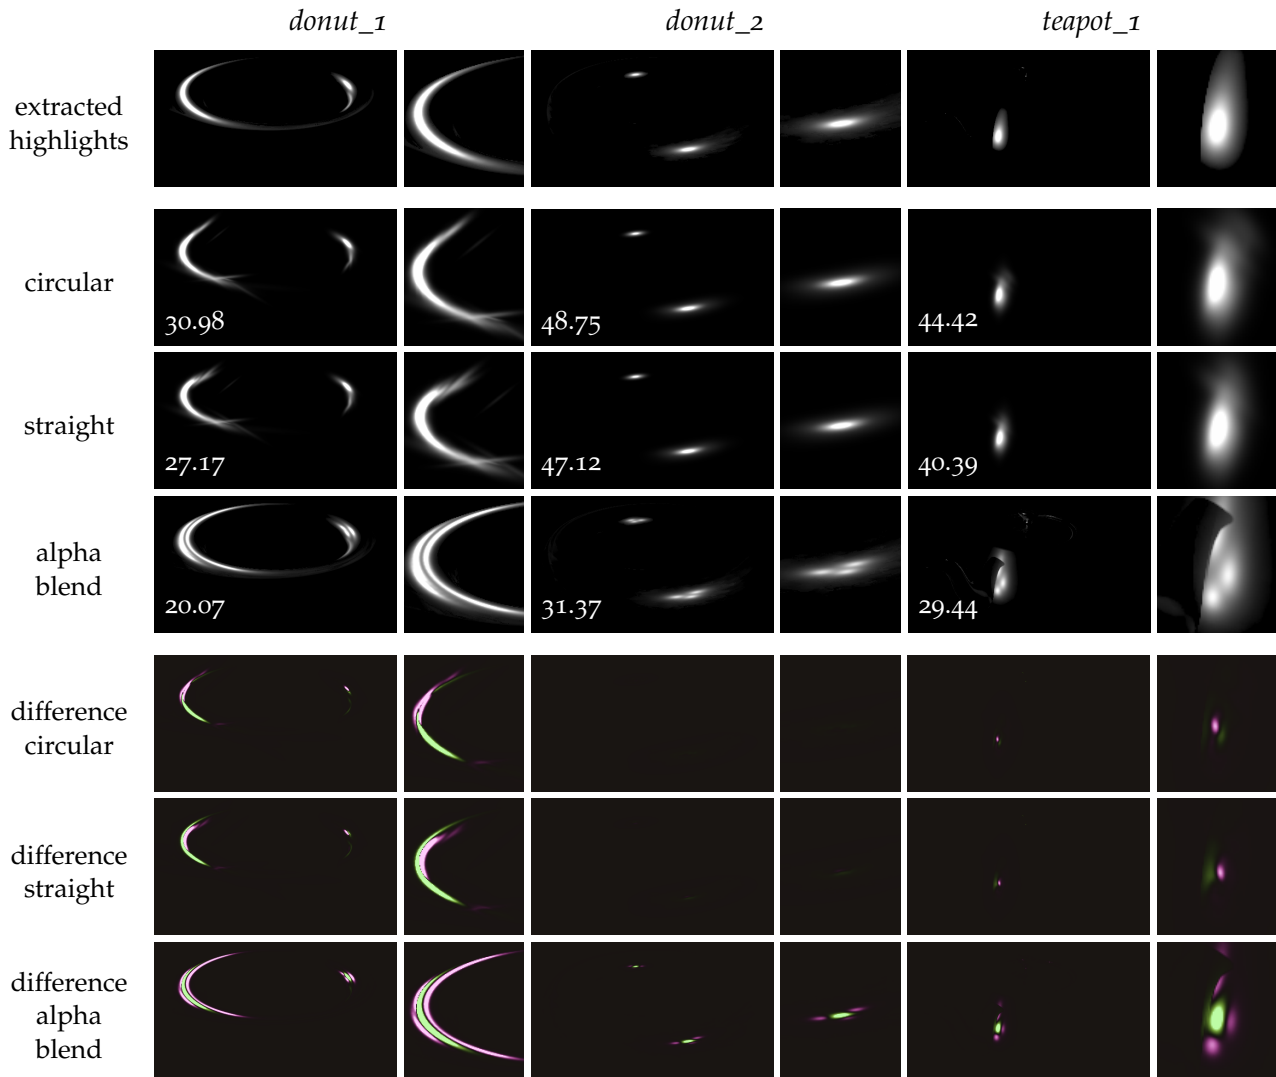 donut_1 donut_2 teapot_1
extracted
highlights
circular
30.98 48.75 44.42
straight
27.17 47.12 40.39
alpha
blend
20.07 31.37 29.44
difference
circular
difference
straight
difference
alpha
blend